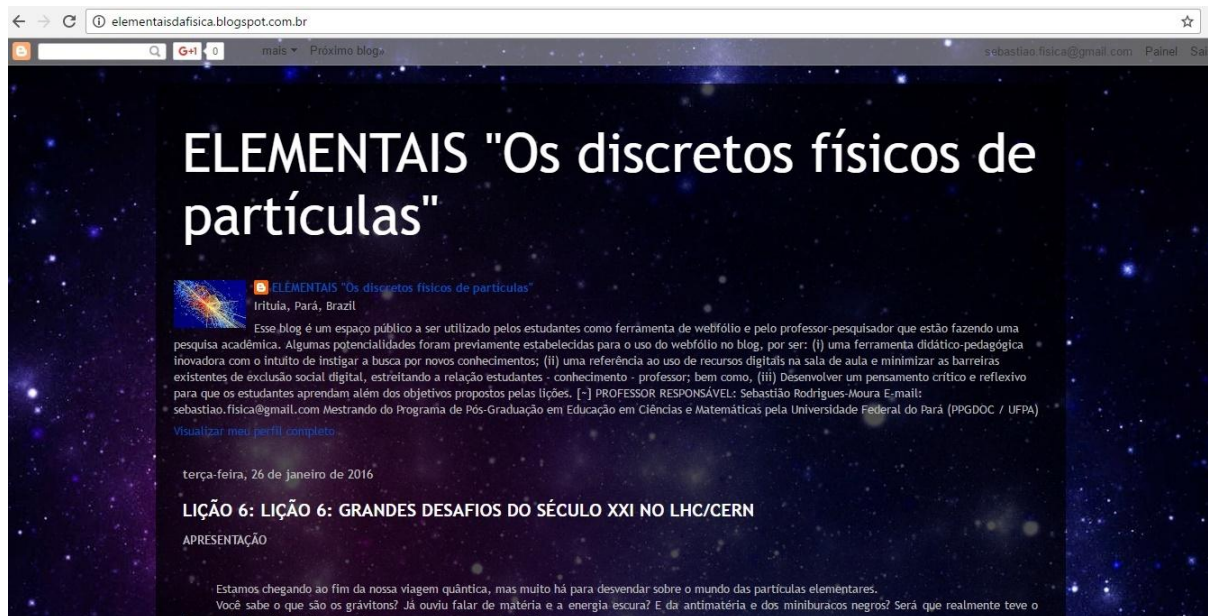 elementaisdafisica.blogspot.com.br
G+1 0 mais Próximo blog» sebastiao.fisica@gmail.com Painel Sai
ELEMENTAIS "Os discretos físicos de
partículas"
ELEMENTAIS "Os discretos físicos de partículas"
Irituia, Pará, Brazil
Esse blog é um espaço público a ser utilizado pelos estudantes como ferramenta de webfólio e pelo professor-pesquisador que estão fazendo uma
pesquisa acadêmica. Algumas potencialidades foram previamente estabelecidas para o uso do webfólio no blog, por ser: (i) uma ferramenta didático-pedagógica
inovadora com o intuito de instigar a busca por novos conhecimentos; (ii) uma referência ao uso de recursos digitais na sala de aula e minimizar as barreiras
existentes de exclusão social digital, estreitando a relação estudantes - conhecimento - professor; bem como, (iii) Desenvolver um pensamento crítico e reflexivo
para que os estudantes aprendam além dos objetivos propostos pelas lições. [~] PROFESSOR RESPONSÁVEL: Sebastião Rodrigues-Moura E-mail:
sebastiao.fisica@gmail.com Mestrando do Programa de Pós-Graduação em Educação em Ciências e Matemáticas pela Universidade Federal do Pará (PPGDOC / UFPA)
Visualizar meu perfil completo
terça-feira, 26 de janeiro de 2016
LIÇÃO 6: LIÇÃO 6: GRANDES DESAFIOS DO SÉCULO XXI NO LHC/CERN
APRESENTAÇÃO
Estamos chegando ao fim da nossa viagem quântica, mas muito há para desvendar sobre o mundo das partículas elementares.
Você sabe o que são os grávitons? Já ouviu falar de matéria e a energia escura? E da antimatéria e dos miniburacos negros? Será que realmente teve o